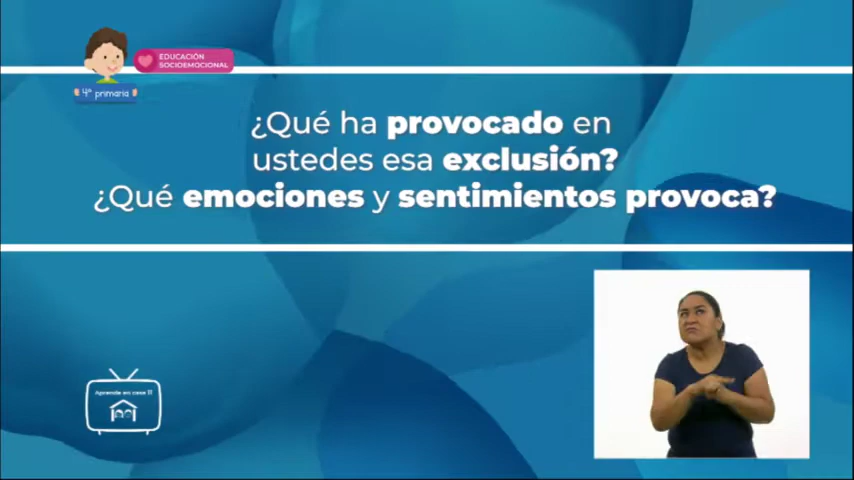 EDUCACIÓN
SOCIOEMOCIONAL
4° primaria
¿Qué ha provocado en
ustedes esa exclusión?
¿Qué emociones y sentimientos provoca?
Aprende en casa II